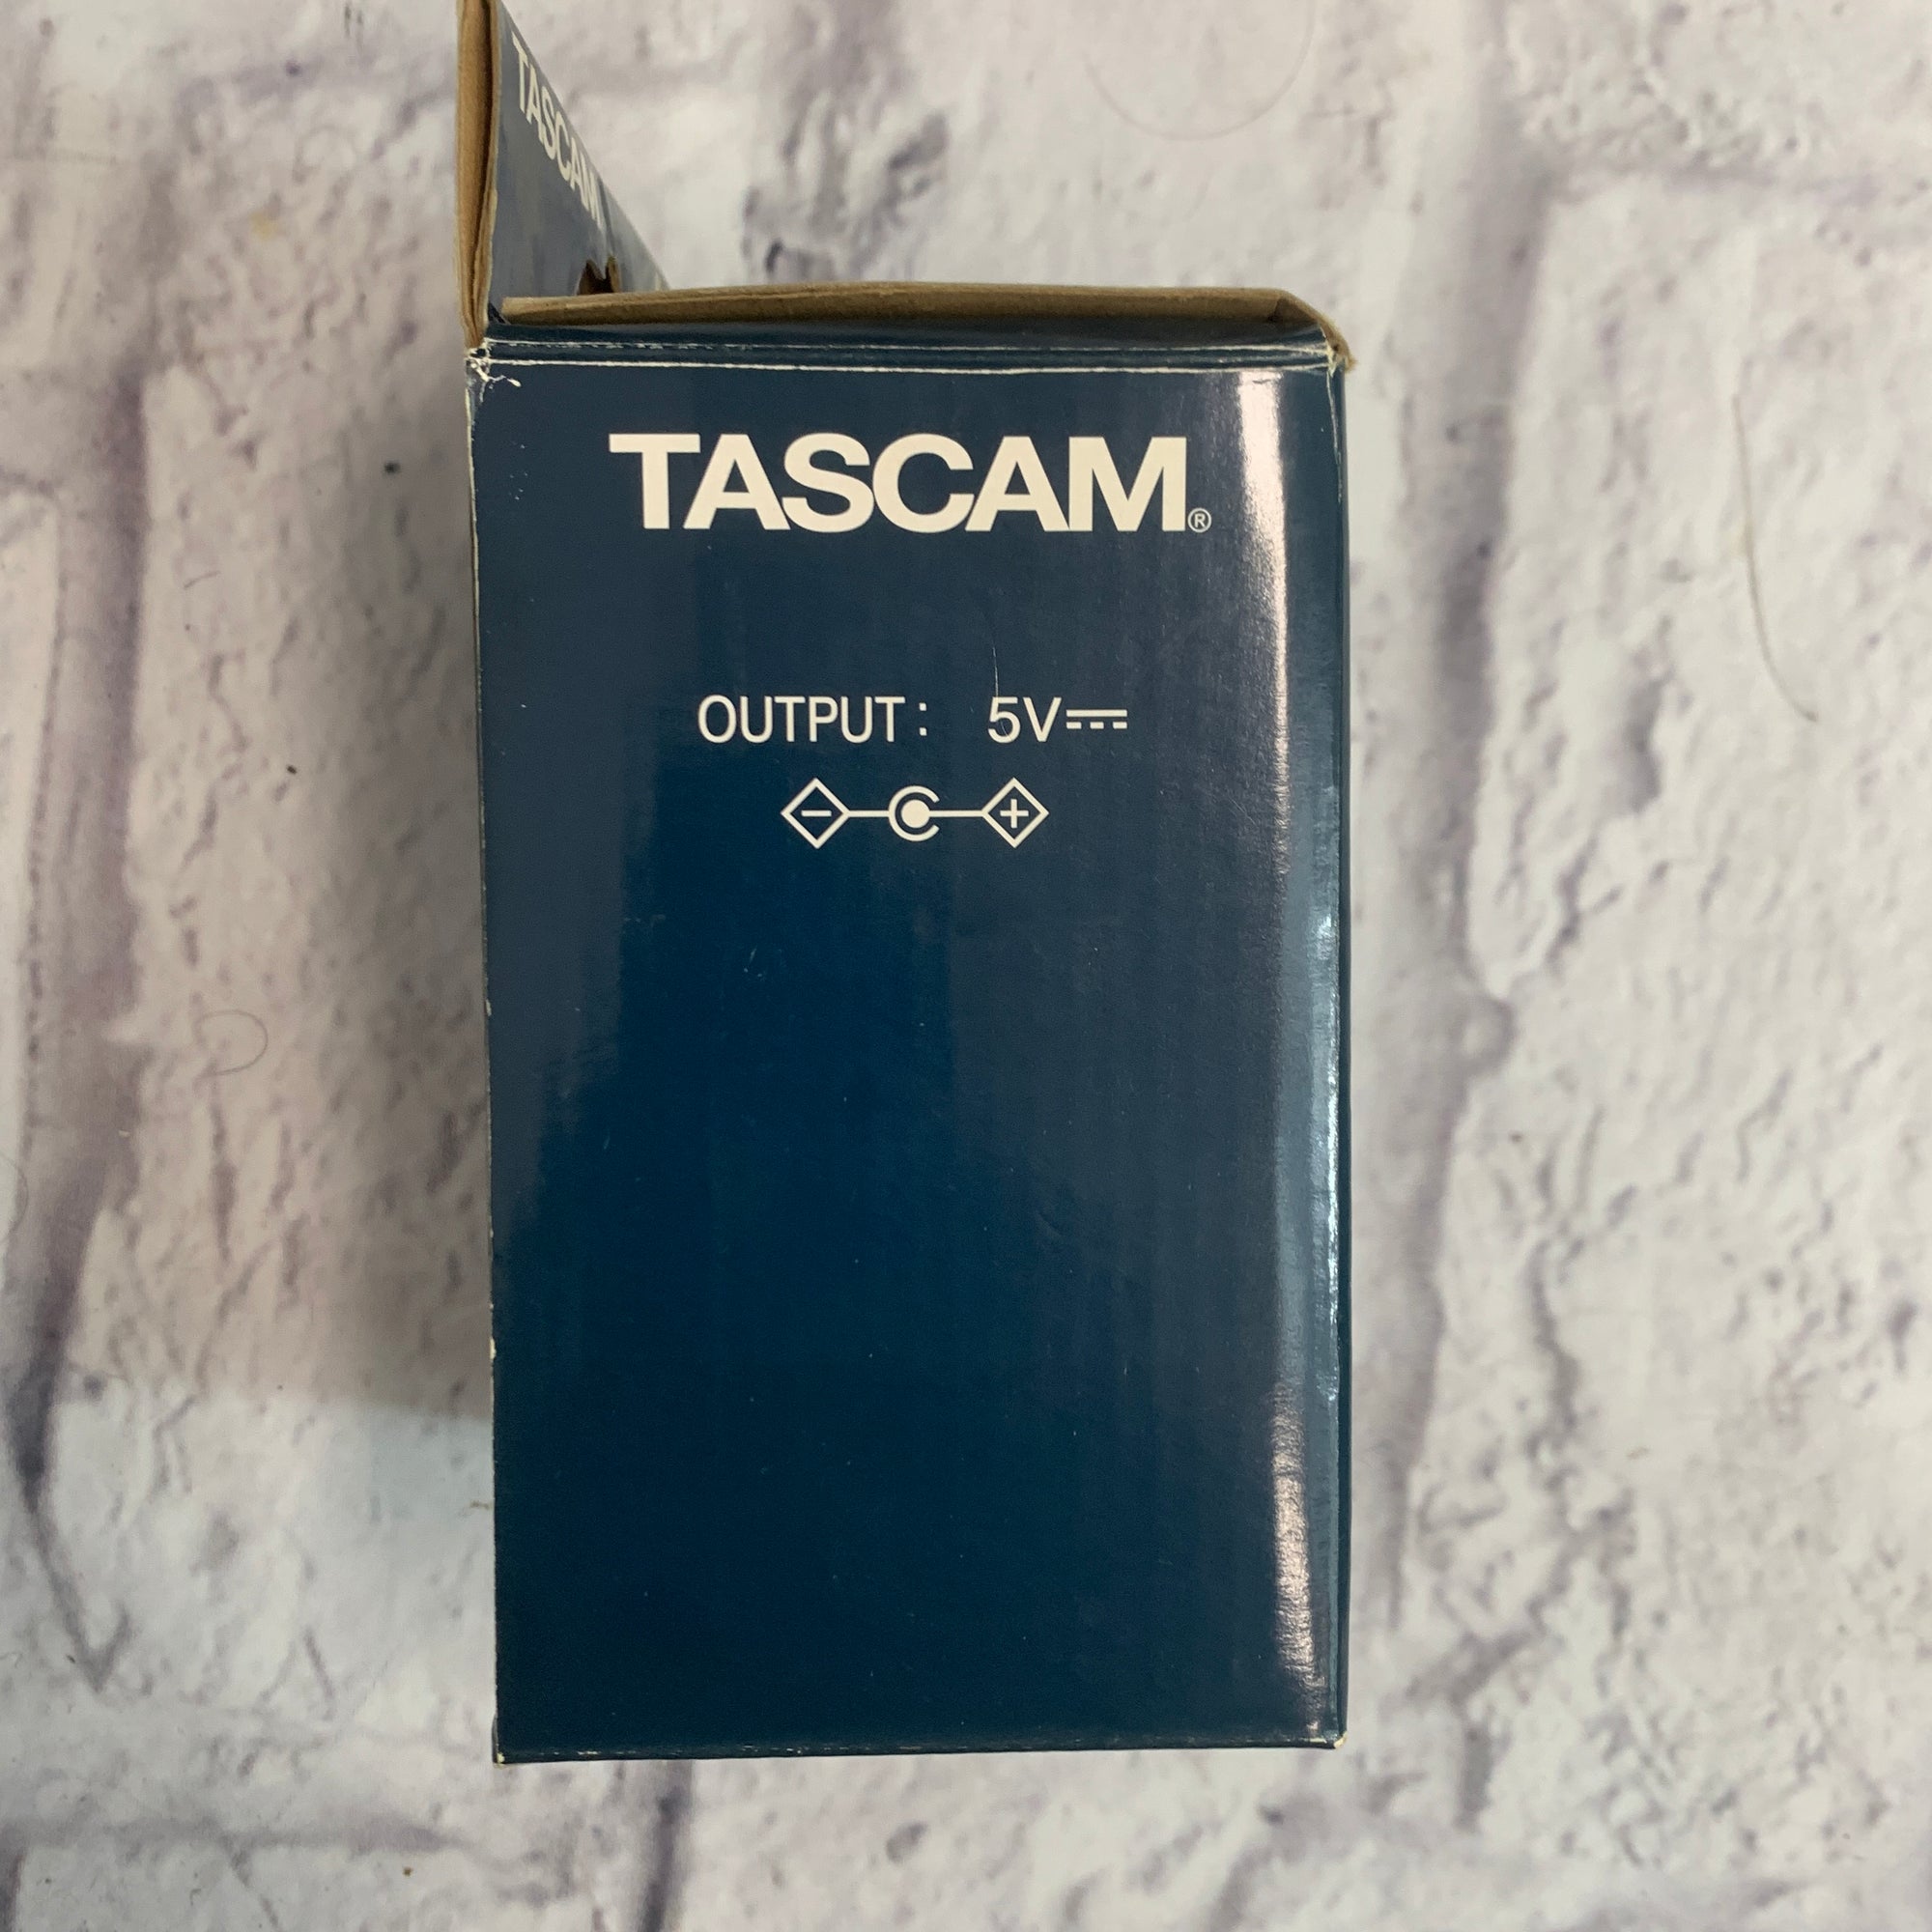 TASCAM
TASCAM®
OUTPUT: 5V⎓
− +